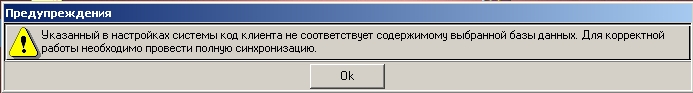 Предупреждения
Указанный в настройках системы код клиента не соответствует содержимому выбранной базы данных. Для корректной
работы необходимо провести полную синхронизацию.
Ok